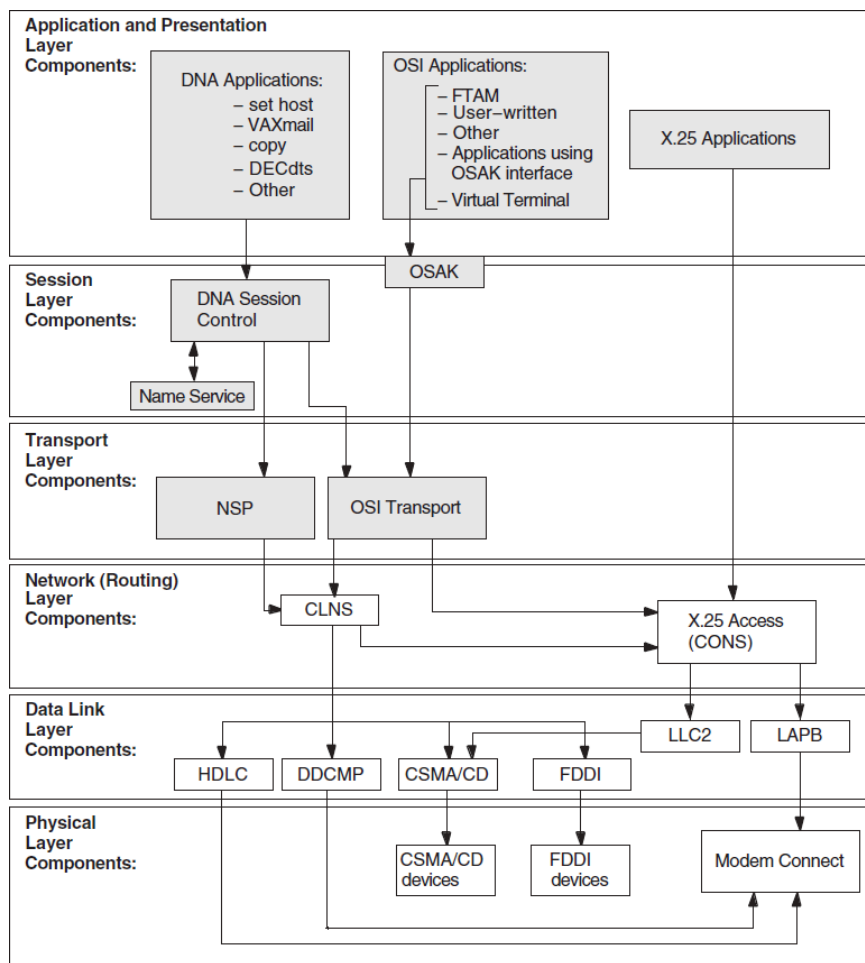 Application and Presentation
Layer
Components:
DNA Applications:
– set host
– VAXmail
– copy
– DECdts
– Other
OSI Applications:
– FTAM
– User–written
– Other
– Applications using
OSAK interface
– Virtual Terminal
X.25 Applications
Session
Layer
Components:
OSAK
DNA Session
Control
Name Service
Transport
Layer
Components:
NSP
OSI Transport
Network (Routing)
Layer
Components:
CLNS
X.25 Access
(CONS)
Data Link
Layer
Components:
LLC2
LAPB
HDLC
DDCMP
CSMA/CD
FDDI
Physical
Layer
Components:
CSMA/CD
devices
FDDI
devices
Modem Connect